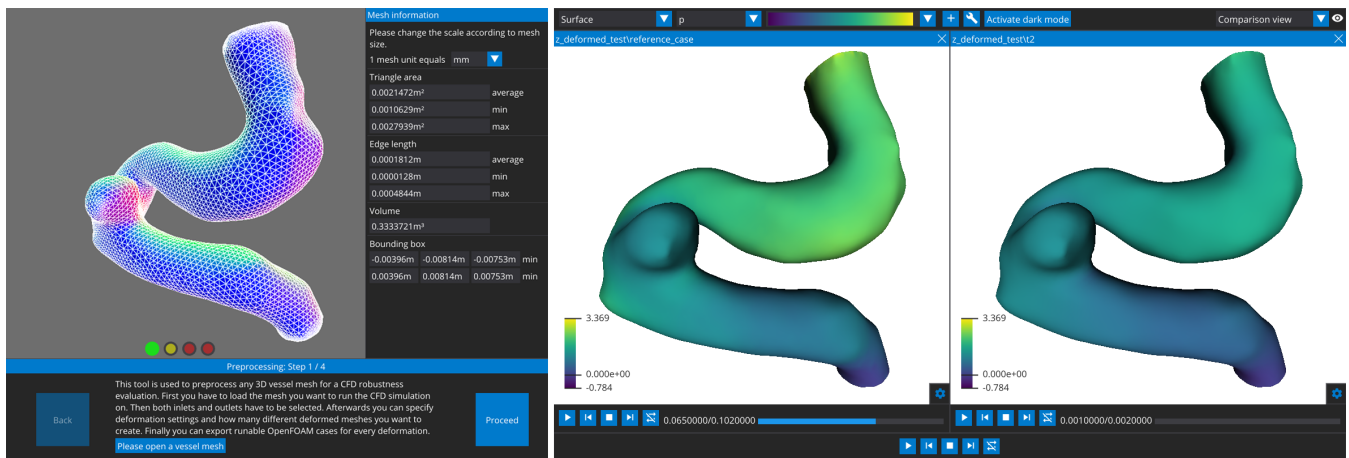 Mesh information
Please change the scale according to mesh
size.
1 mesh unit equals mm
Triangle area
0.0021472m² average
0.0010629m² min
0.0027939m² max
Edge length
0.0001812m average
0.0000128m min
0.0004844m max
Volume
0.3333721m³
Bounding box
-0.00396m -0.00814m -0.00753m min
0.00396m 0.00814m 0.00753m min
Preprocessing: Step 1 / 4
Back
This tool is used to preprocess any 3D vessel mesh for a CFD robustness
evaluation. First you have to load the mesh you want to run the CFD simulation
on. Then both inlets and outlets have to be selected. Afterwards you can specify
deformation settings and how many different deformed meshes you want to
create. Finally you can export runable OpenFOAM cases for every deformation.
Please open a vessel mesh
Proceed
Surface p + Activate dark mode Comparison view
z_deformed_test\reference_case
3.369
0.000e+00
-0.784
0.0650000/0.1020000
z_deformed_test\t2
3.369
0.000e+00
-0.784
0.0010000/0.0020000